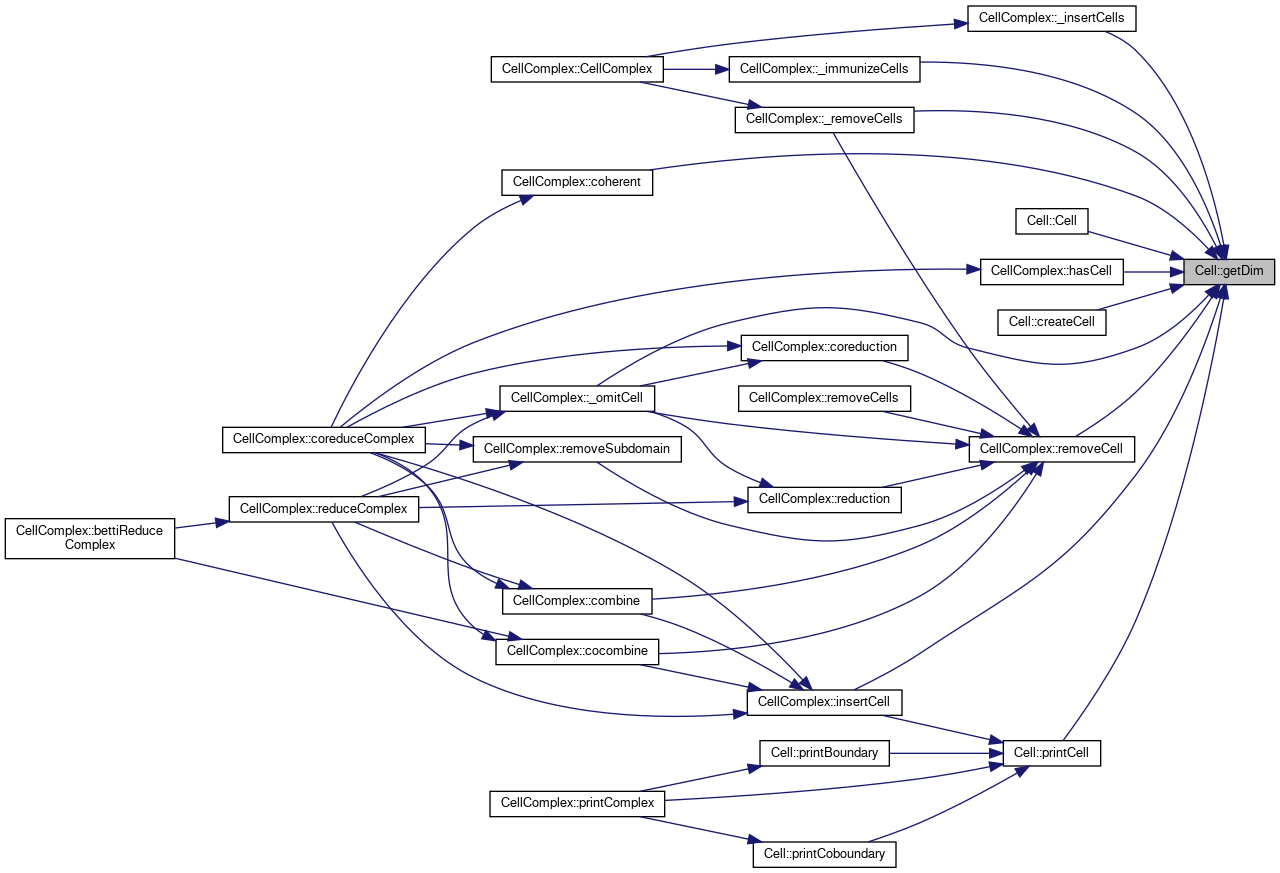 CellComplex::_insertCells
CellComplex::CellComplex
CellComplex::_immunizeCells
CellComplex::_removeCells
CellComplex::coherent
Cell::Cell
CellComplex::hasCell
Cell::getDim
Cell::createCell
CellComplex::coreduction
CellComplex::_omitCell
CellComplex::removeCells
CellComplex::coreduceComplex
CellComplex::removeSubdomain
CellComplex::removeCell
CellComplex::reduction
CellComplex::reduceComplex
CellComplex::bettiReduce
Complex
CellComplex::combine
CellComplex::cocombine
CellComplex::insertCell
Cell::printBoundary
Cell::printCell
CellComplex::printComplex
Cell::printCoboundary